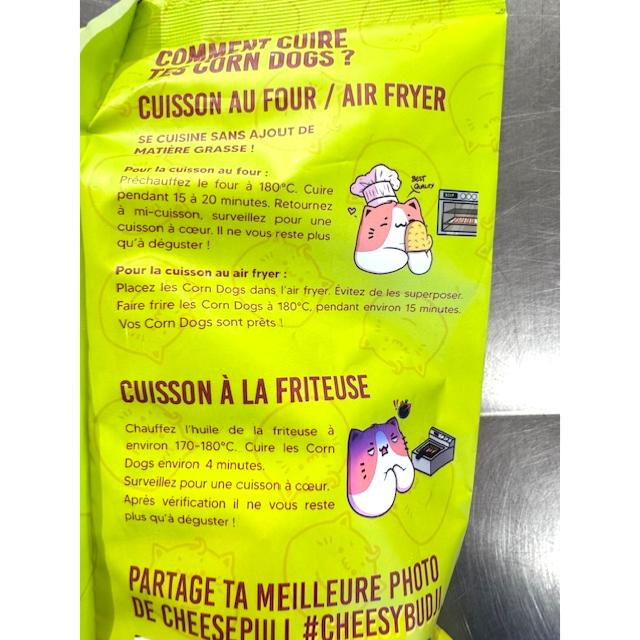 COMMENT CUIRE
TES CORN DOGS ?
CUISSON AU FOUR / AIR FRYER
SE CUISINE SANS AJOUT DE
MATIÈRE GRASSE !
Pour la cuisson au four :
Préchauffez le four à 180°C. Cuire
pendant 15 à 20 minutes. Retournez
à mi-cuisson, surveillez pour une
cuisson à cœur. Il ne vous reste plus
qu'à déguster !
BEST
QUALITY
Pour la cuisson au air fryer :
Placez les Corn Dogs dans l'air fryer. Évitez de les superposer.
Faire frire les Corn Dogs à 180°C, pendant environ 15 minutes.
Vos Corn Dogs sont prèts !
CUISSON À LA FRITEUSE
Chauffez l'huile de la friteuse à
environ 170-180°C. Cuire les Corn
Dogs environ 4 minutes.
Surveillez pour une cuisson à cœur.
Après vérification il ne vous reste
plus qu'à déguster !
PARTAGE TA MEILLEURE PHOTO
DE CHEESEPULL #CHEESYBUDJI